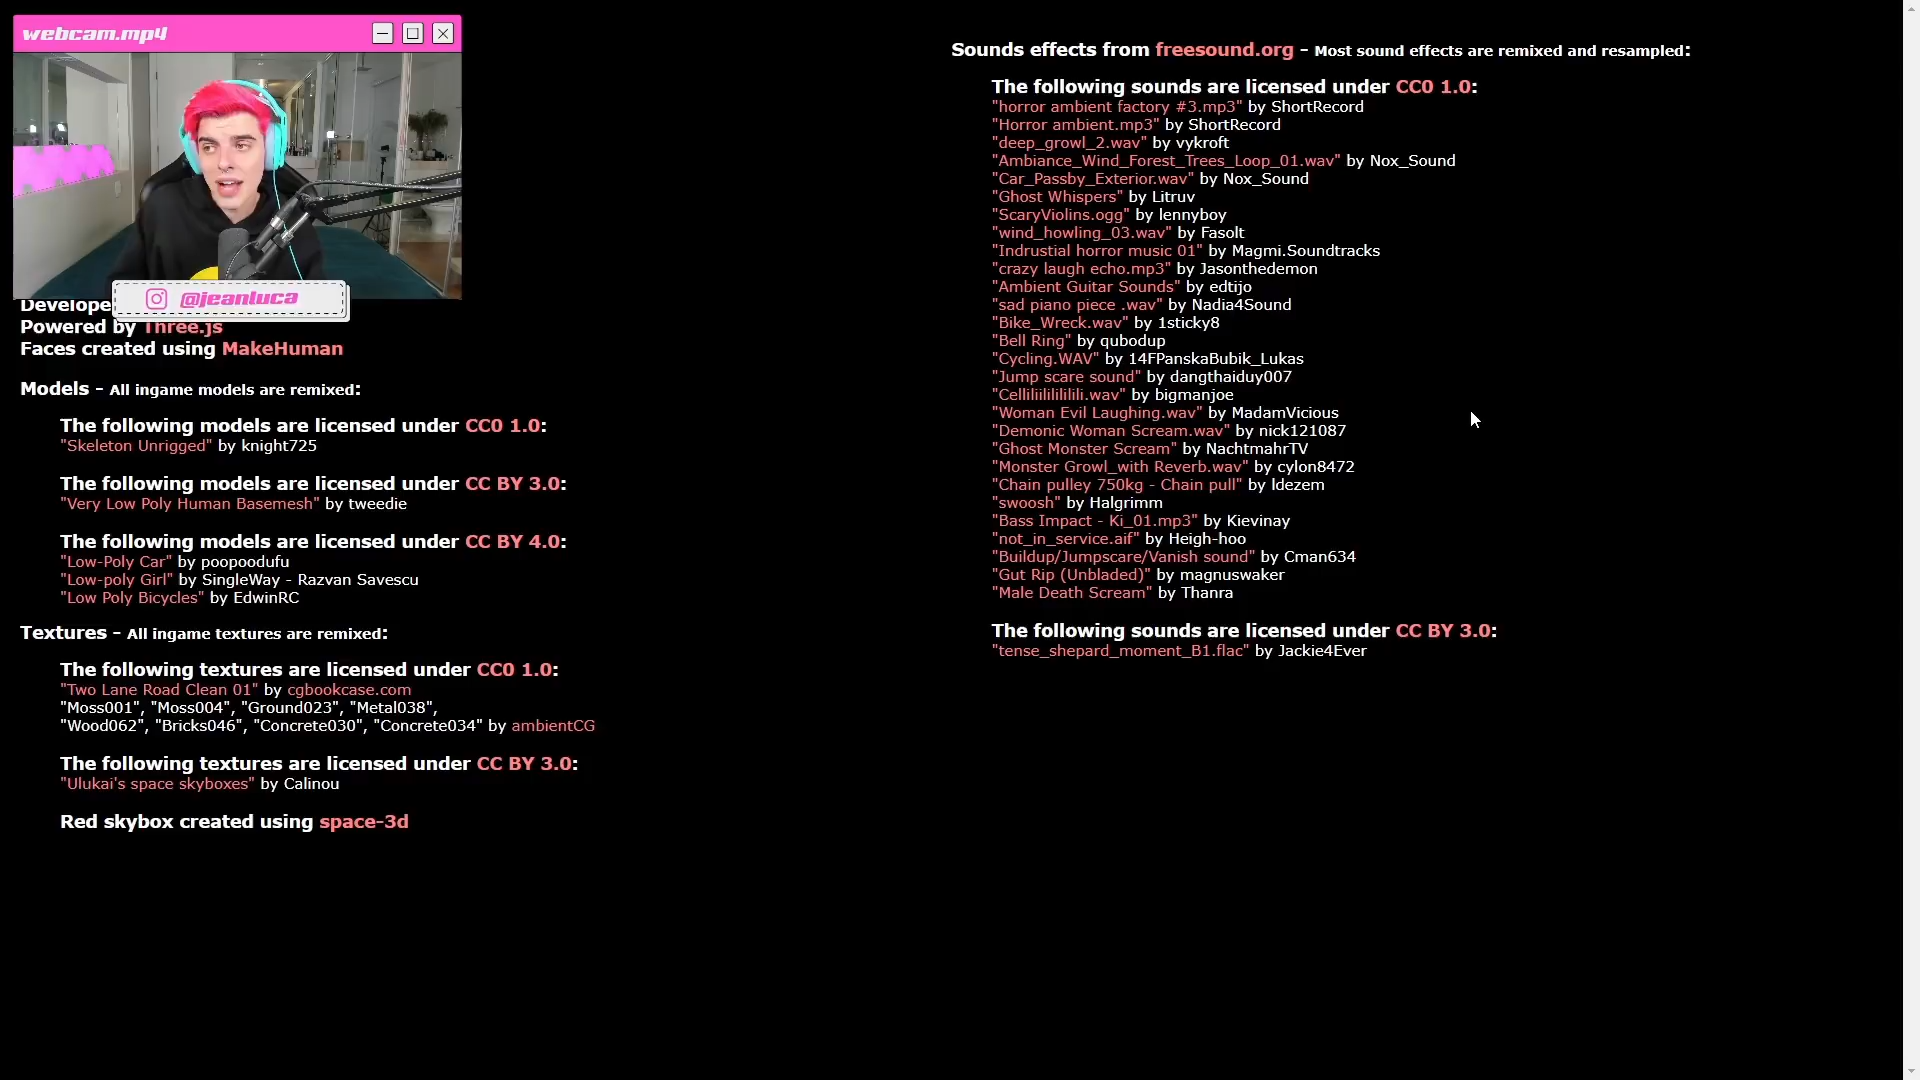 webcam.mp4
@jeanluca
Develope
Powered by Three.js
Faces created using MakeHuman
Models - All ingame models are remixed:
The following models are licensed under CC0 1.0:
"Skeleton Unrigged" by knight725
The following models are licensed under CC BY 3.0:
"Very Low Poly Human Basemesh" by tweedie
The following models are licensed under CC BY 4.0:
"Low-Poly Car" by poopoodufu
"Low-poly Girl" by SingleWay - Razvan Savescu
"Low Poly Bicycles" by EdwinRC
Textures - All ingame textures are remixed:
The following textures are licensed under CC0 1.0:
"Two Lane Road Clean 01" by cgbookcase.com
"Moss001", "Moss004", "Ground023", "Metal038",
"Wood062", "Bricks046", "Concrete030", "Concrete034" by ambientCG
The following textures are licensed under CC BY 3.0:
"Ulukai's space skyboxes" by Calinou
Red skybox created using space-3d
Sounds effects from freesound.org - Most sound effects are remixed and resampled:
The following sounds are licensed under CC0 1.0:
"horror ambient factory #3.mp3" by ShortRecord
"Horror ambient.mp3" by ShortRecord
"deep_growl_2.wav" by vykroft
"Ambiance_Wind_Forest_Trees_Loop_01.wav" by Nox_Sound
"Car_Passby_Exterior.wav" by Nox_Sound
"Ghost Whispers" by Litruv
"ScaryViolins.ogg" by lennyboy
"wind_howling_03.wav" by Fasolt
"Indrustial horror music 01" by Magmi.Soundtracks
"crazy laugh echo.mp3" by Jasonthedemon
"Ambient Guitar Sounds" by edtijo
"sad piano piece .wav" by Nadia4Sound
"Bike_Wreck.wav" by 1sticky8
"Bell Ring" by qubodup
"Cycling.WAV" by 14FPanskaBubik_Lukas
"Jump scare sound" by dangthaiduy007
"Celliliililililili.wav" by bigmanjoe
"Woman Evil Laughing.wav" by MadamVicious
"Demonic Woman Scream.wav" by nick121087
"Ghost Monster Scream" by NachtmahrTV
"Monster Growl_with Reverb.wav" by cylon8472
"Chain pulley 750kg - Chain pull" by ldezem
"swoosh" by Halgrimm
"Bass Impact - Ki_01.mp3" by Kievinay
"not_in_service.aif" by Heigh-hoo
"Buildup/Jumpscare/Vanish sound" by Cman634
"Gut Rip (Unbladed)" by magnuswaker
"Male Death Scream" by Thanra
The following sounds are licensed under CC BY 3.0:
"tense_shepard_moment_B1.flac" by Jackie4Ever